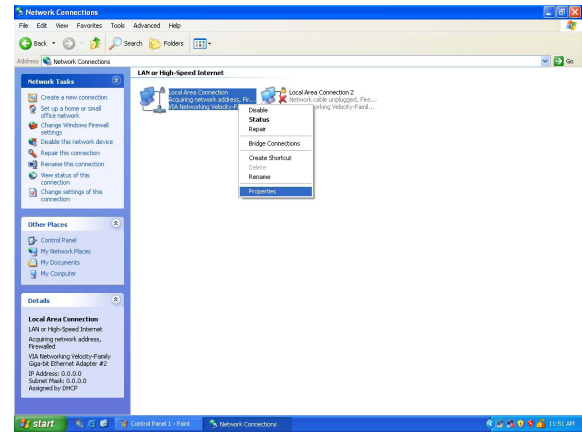 Network Connections
File Edit View Favorites Tools Advanced Help
Back Search Folders
Address Network Connections Go
Network Tasks
Create a new connection
Set up a home or small
office network
Change Windows Firewall
settings
Disable this network device
Repair this connection
Rename this connection
View status of this
connection
Change settings of this
connection
Other Places
Control Panel
My Network Places
My Documents
My Computer
Details
Local Area Connection
LAN or High-Speed Internet
Acquiring network address,
Firewalled
VIA Networking Velocity-Family
Giga-bit Ethernet Adapter #2
IP Address: 0.0.0.0
Subnet Mask: 0.0.0.0
Assigned by DHCP
LAN or High-Speed Internet
Local Area Connection
Acquiring network address, Fir...
VIA Networking Velocity-F
Local Area Connection 2
Network cable unplugged, Fire...
orking Velocity-Famil...
Disable
Status
Repair
Bridge Connections
Create Shortcut
Delete
Rename
Properties
start
Control Panel 1 - Paint
Network Connections
11:51 AM